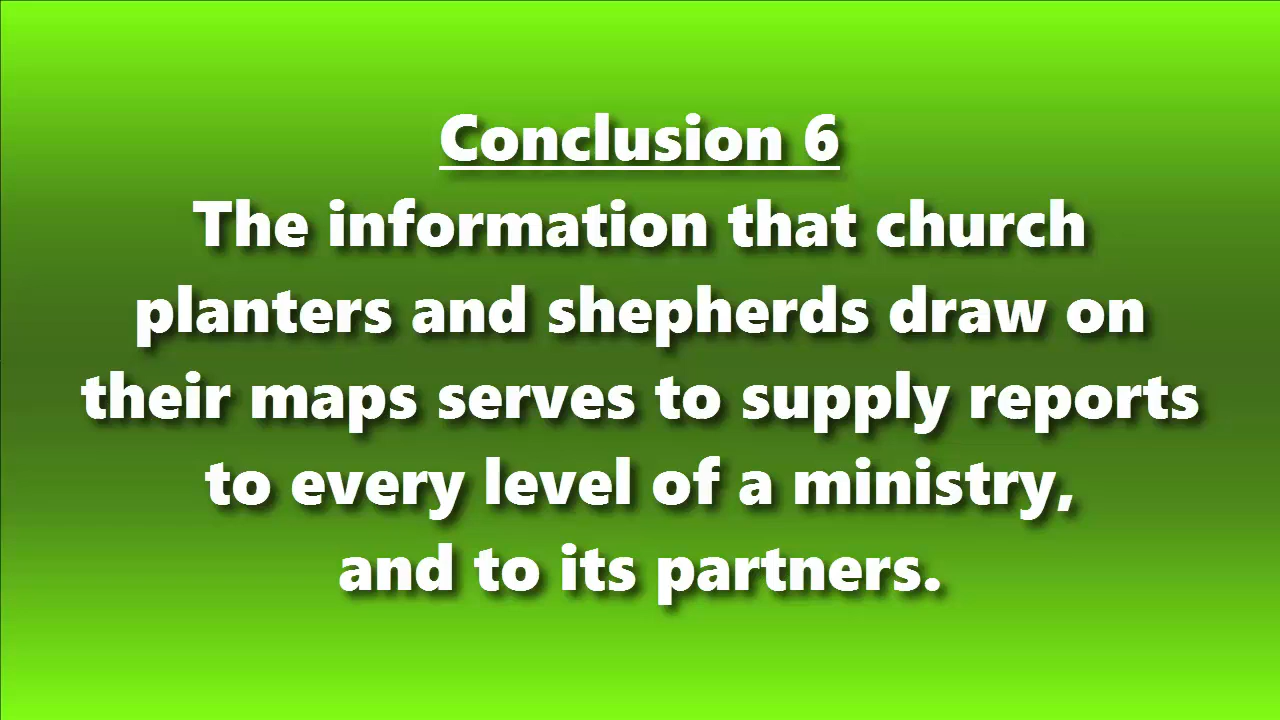 Conclusion 6
The information that church
planters and shepherds draw on
their maps serves to supply reports
to every level of a ministry,
and to its partners.